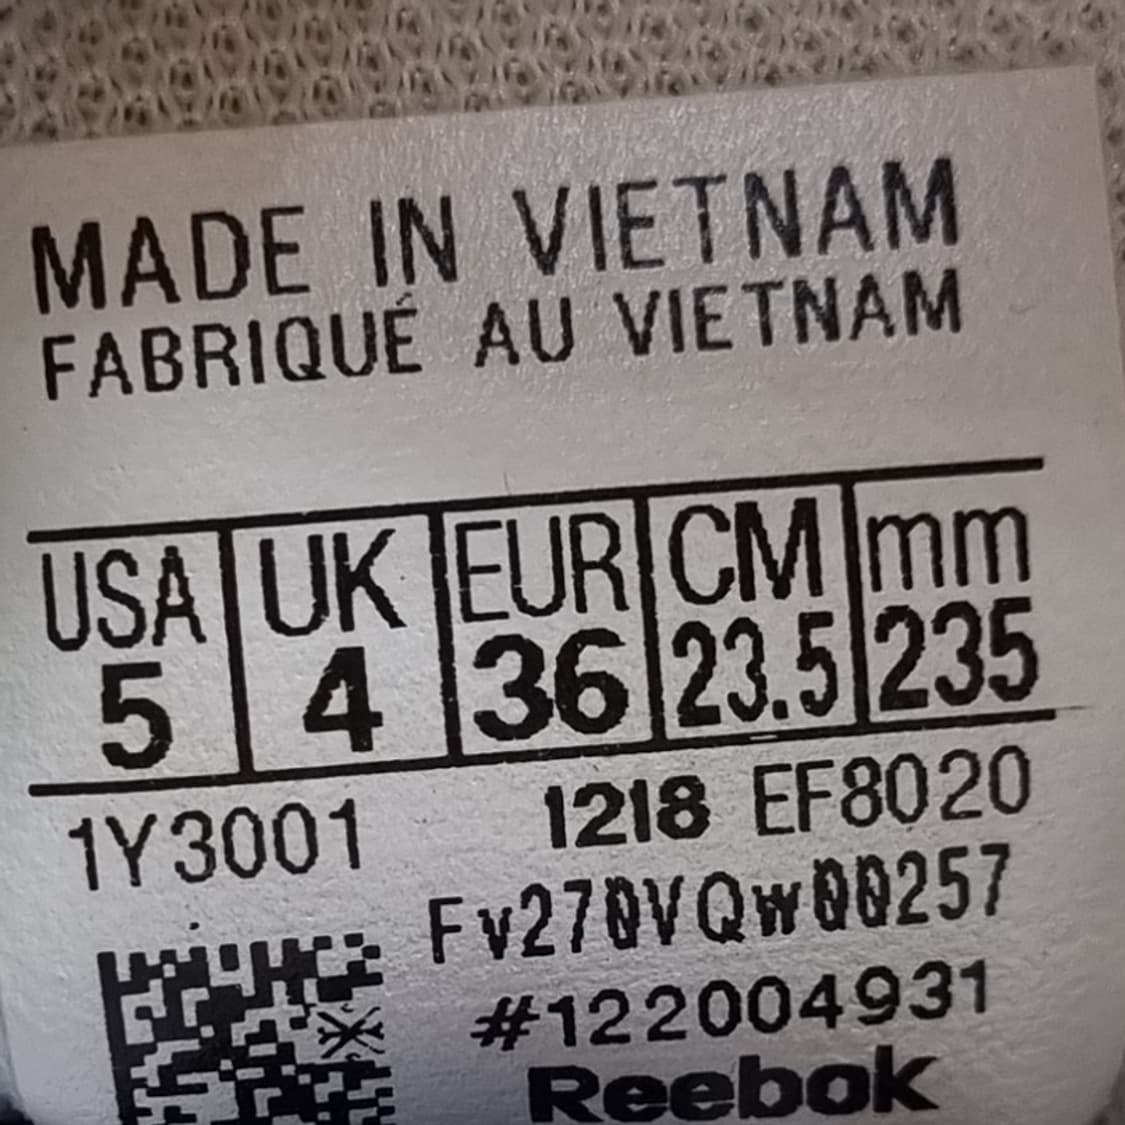 MADE IN VIETNAM
FABRIQUÉ AU VIETNAM
USA UK EUR CM mm
5 4 36 23.5 235
1Y3001 1218 EF8020
Fv270VQw00257
#122004931
Reebok